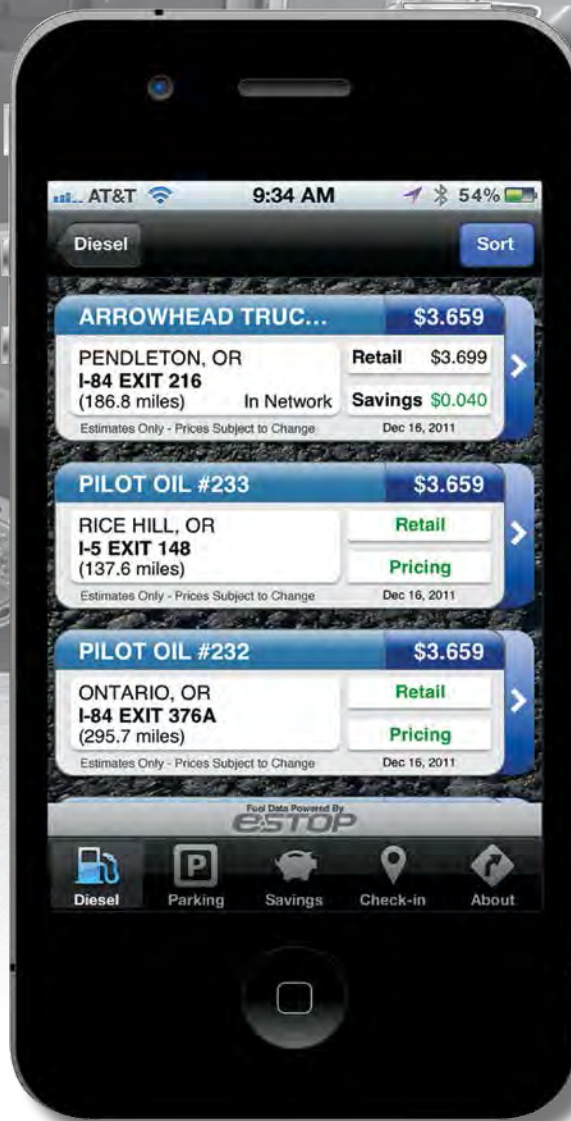 AT&T 9:34 AM 54%
Diesel Sort
ARROWHEAD TRUC... $3.659
PENDLETON, OR
I-84 EXIT 216
(186.8 miles) In Network
Retail $3.699
Savings $0.040
Estimates Only - Prices Subject to Change Dec 16, 2011
PILOT OIL #233 $3.659
RICE HILL, OR
I-5 EXIT 148
(137.6 miles)
Retail
Pricing
Estimates Only - Prices Subject to Change Dec 16, 2011
PILOT OIL #232 $3.659
ONTARIO, OR
I-84 EXIT 376A
(295.7 miles)
Retail
Pricing
Estimates Only - Prices Subject to Change Dec 16, 2011
Fuel Data Powered By
eSTOP
P
Diesel Parking Savings Check-in About